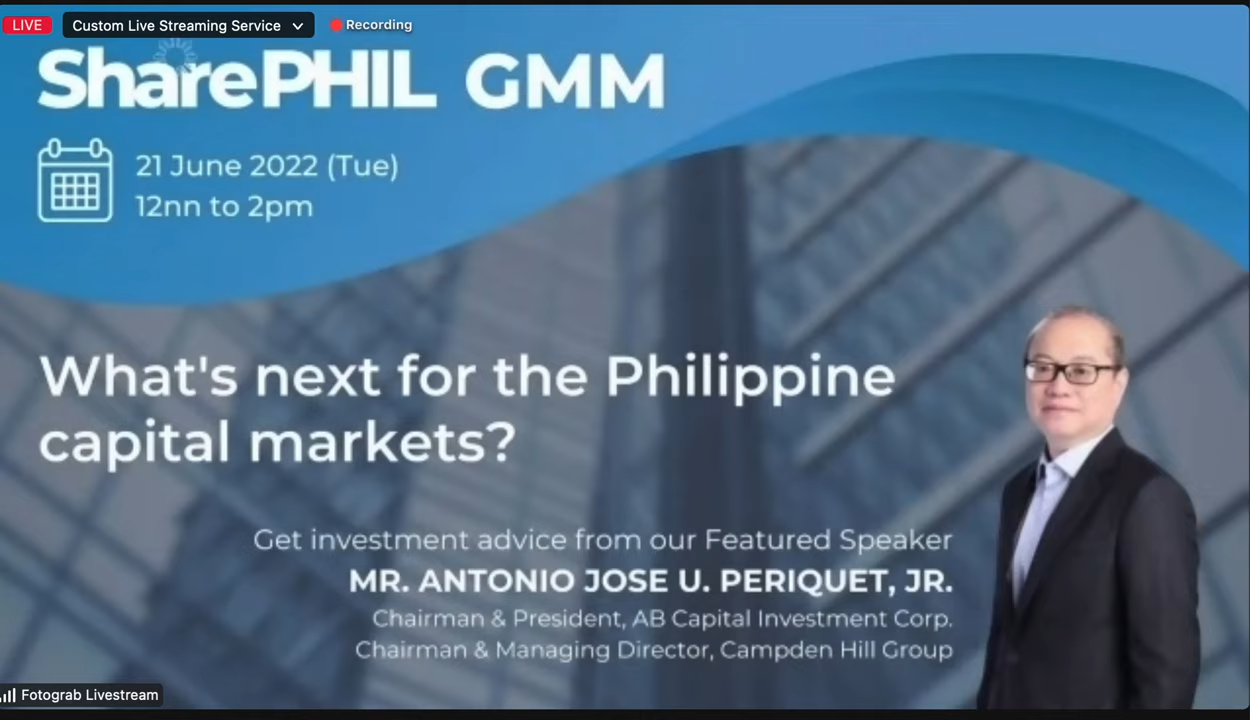 LIVE
Custom Live Streaming Service
Recording
SharePHIL GMM
21 June 2022 (Tue)
12nn to 2pm
What's next for the Philippine
capital markets?
Get investment advice from our Featured Speaker
MR. ANTONIO JOSE U. PERIQUET, JR.
Chairman & President, AB Capital Investment Corp.
Chairman & Managing Director, Campden Hill Group
Fotograb Livestream